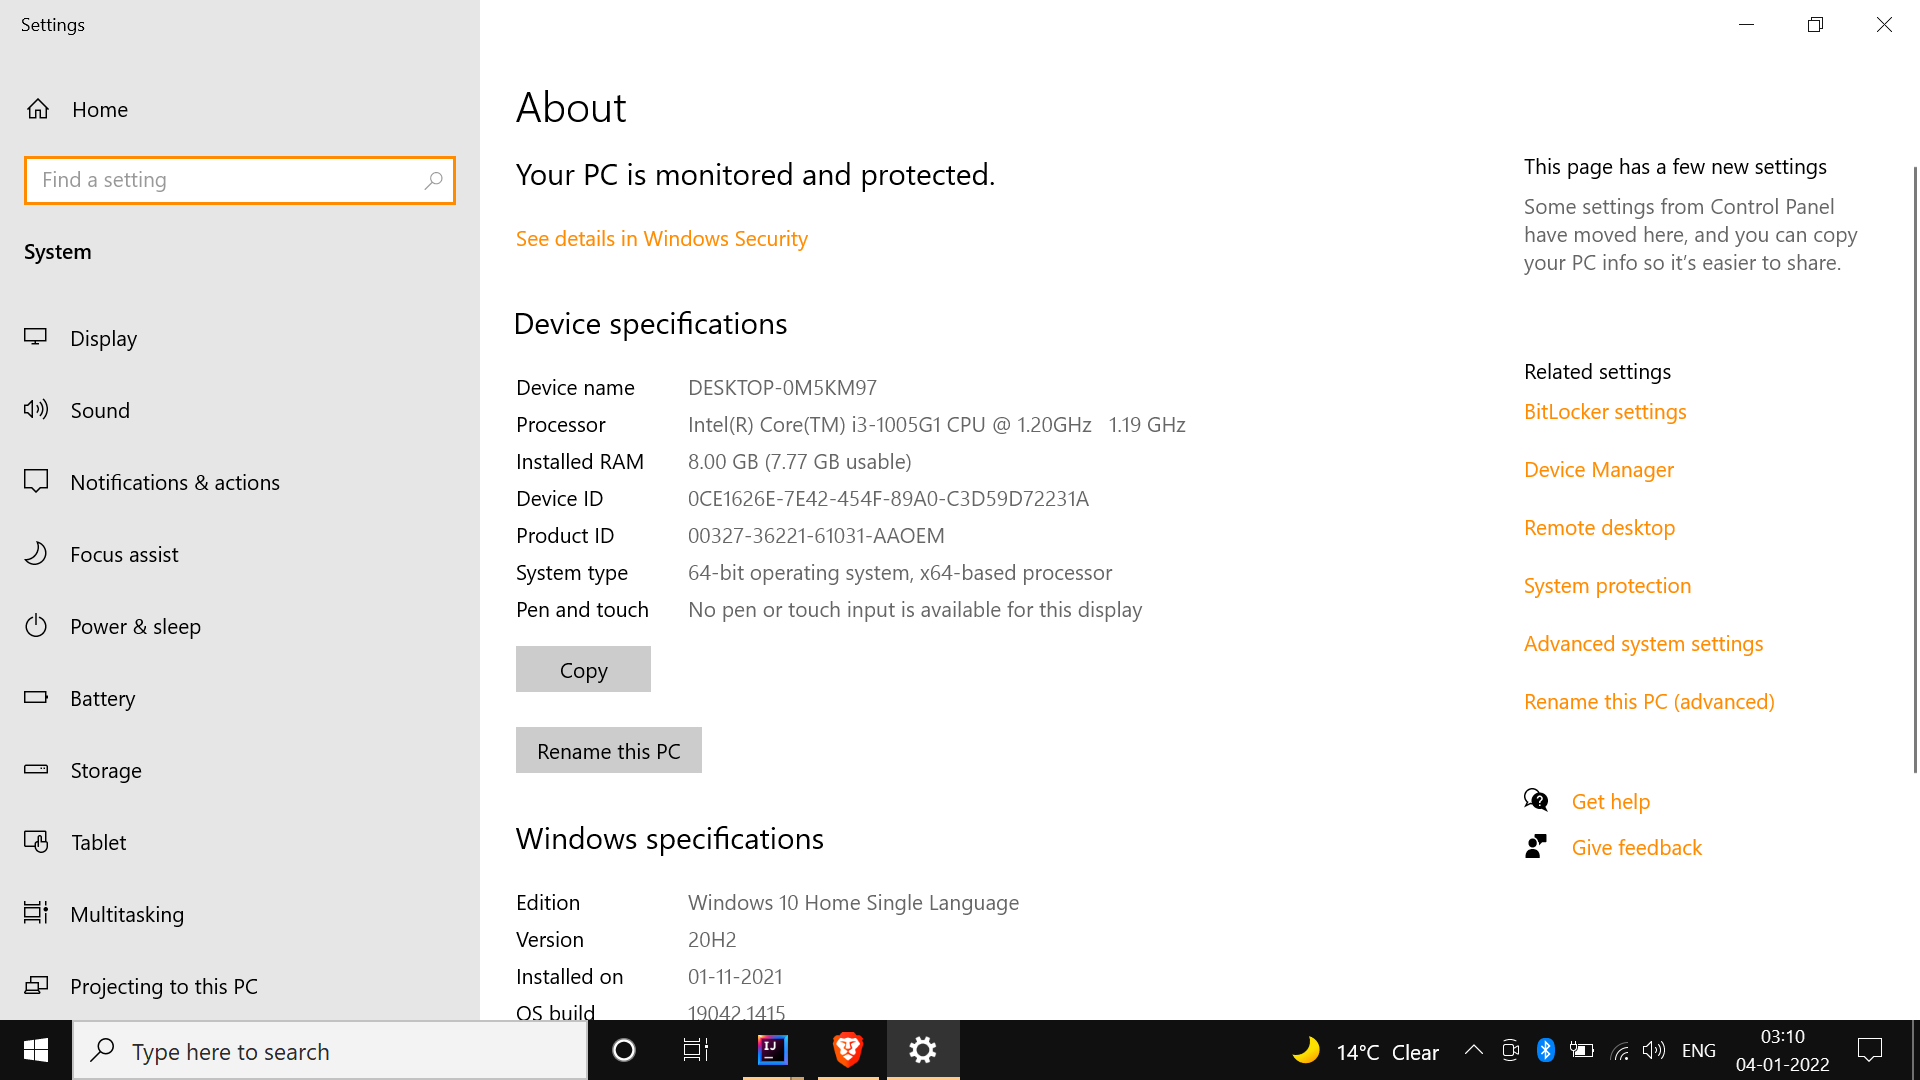 Settings
Home
Find a setting
System
Display
Sound
Notifications & actions
Focus assist
Power & sleep
Battery
Storage
Tablet
Multitasking
Projecting to this PC
About
Your PC is monitored and protected.
See details in Windows Security
Device specifications
Device name DESKTOP-0M5KM97
Processor Intel(R) Core(TM) i3-1005G1 CPU @ 1.20GHz 1.19 GHz
Installed RAM 8.00 GB (7.77 GB usable)
Device ID 0CE1626E-7E42-454F-89A0-C3D59D72231A
Product ID 00327-36221-61031-AAOEM
System type 64-bit operating system, x64-based processor
Pen and touch No pen or touch input is available for this display
Copy
Rename this PC
Windows specifications
Edition Windows 10 Home Single Language
Version 20H2
Installed on 01-11-2021
OS build 19042.1415
This page has a few new settings
Some settings from Control Panel
have moved here, and you can copy
your PC info so it’s easier to share.
Related settings
BitLocker settings
Device Manager
Remote desktop
System protection
Advanced system settings
Rename this PC (advanced)
Get help
Give feedback
Type here to search
IJ
14°C Clear
ENG
03:10
04-01-2022